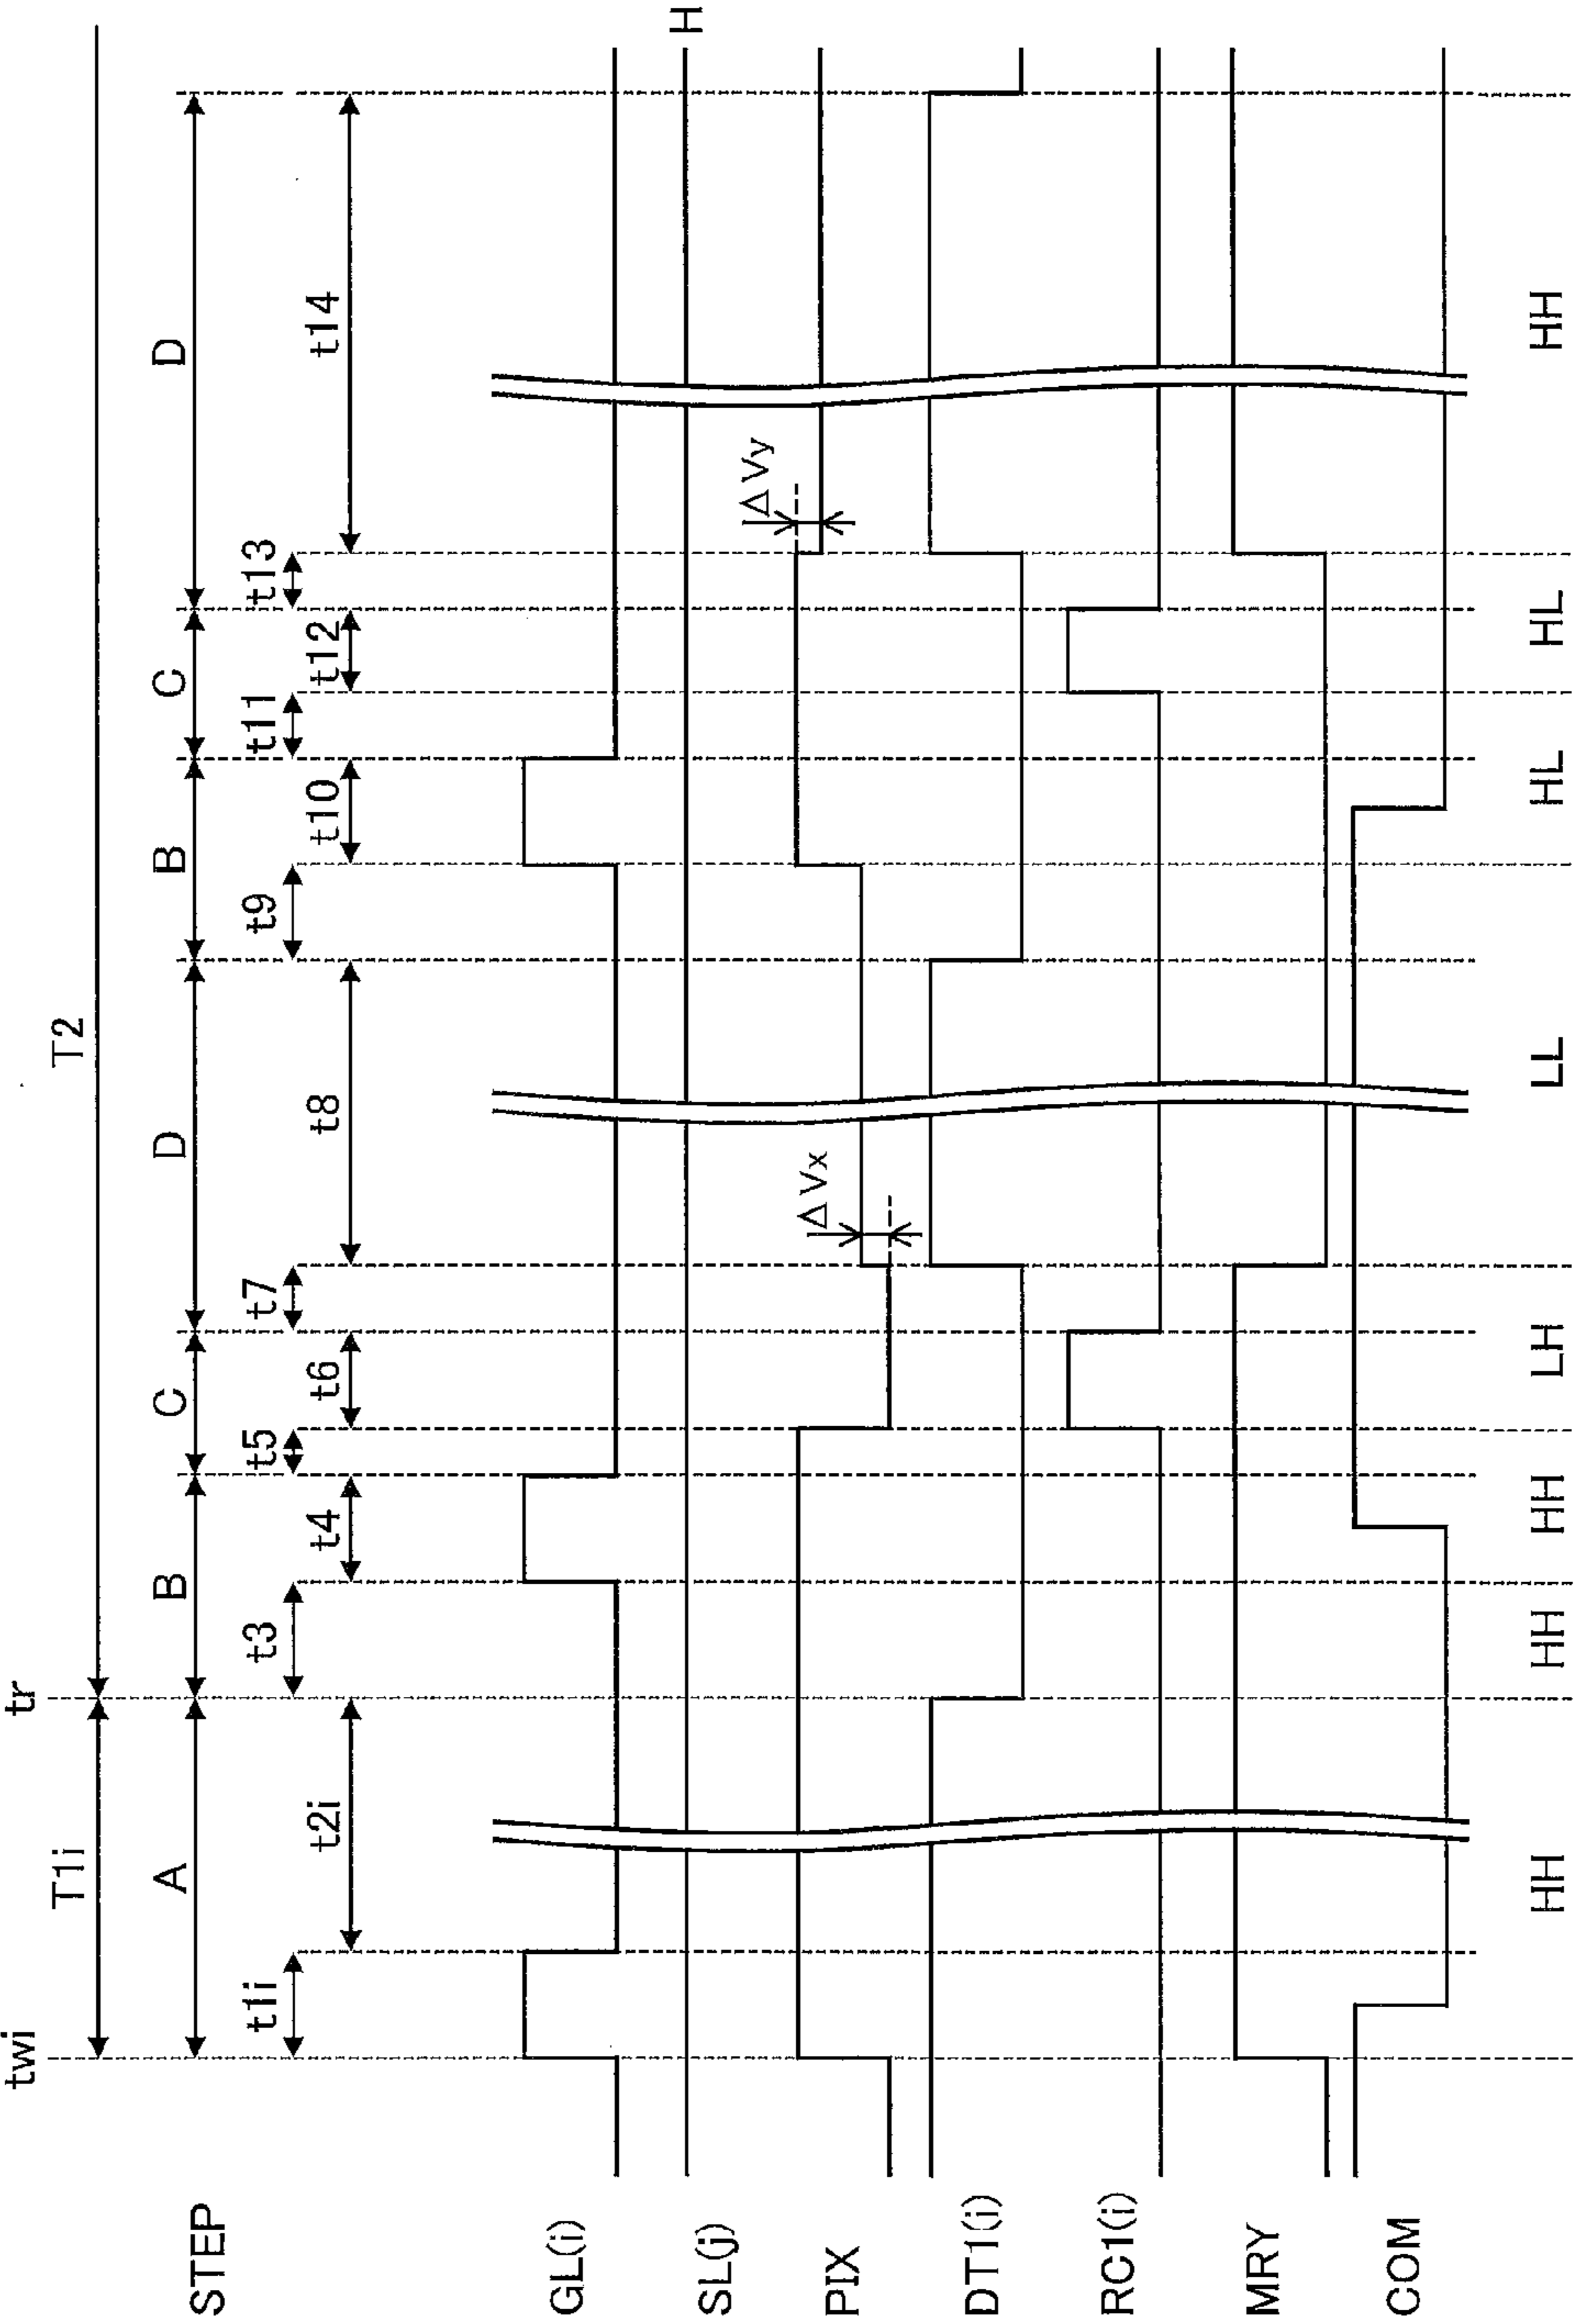 twi tr
T1i T2
STEP A B C D B C D
t1i t3 t5 t7 t9 t11 t13
t2i t4 t6 t8 t10 t12 t14
GL(i)
SL(j) H
PIX ΔVx ΔVy
DT1(i)
RC1(i)
MRY
COM
HH HH HH LH LL HL HL HH